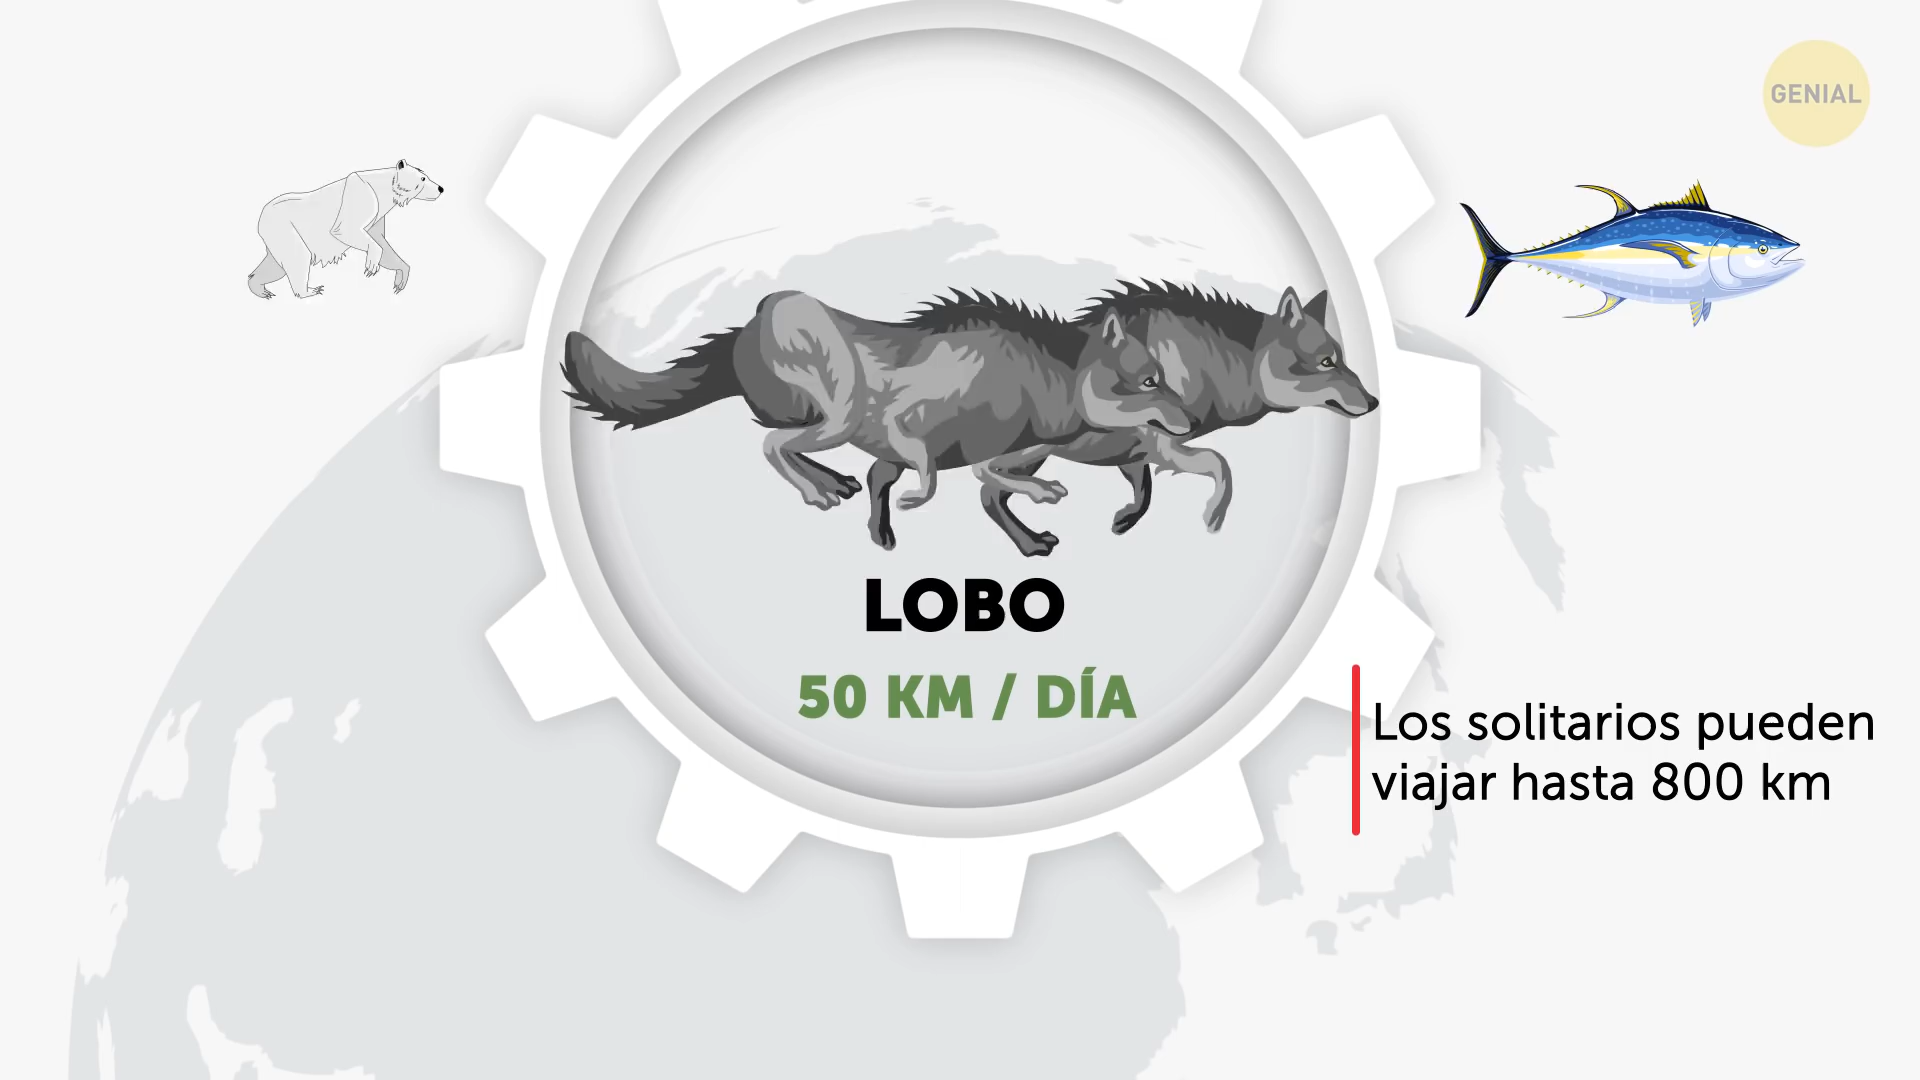 GENIAL
LOBO
50 KM / DÍA
Los solitarios pueden
viajar hasta 800 km